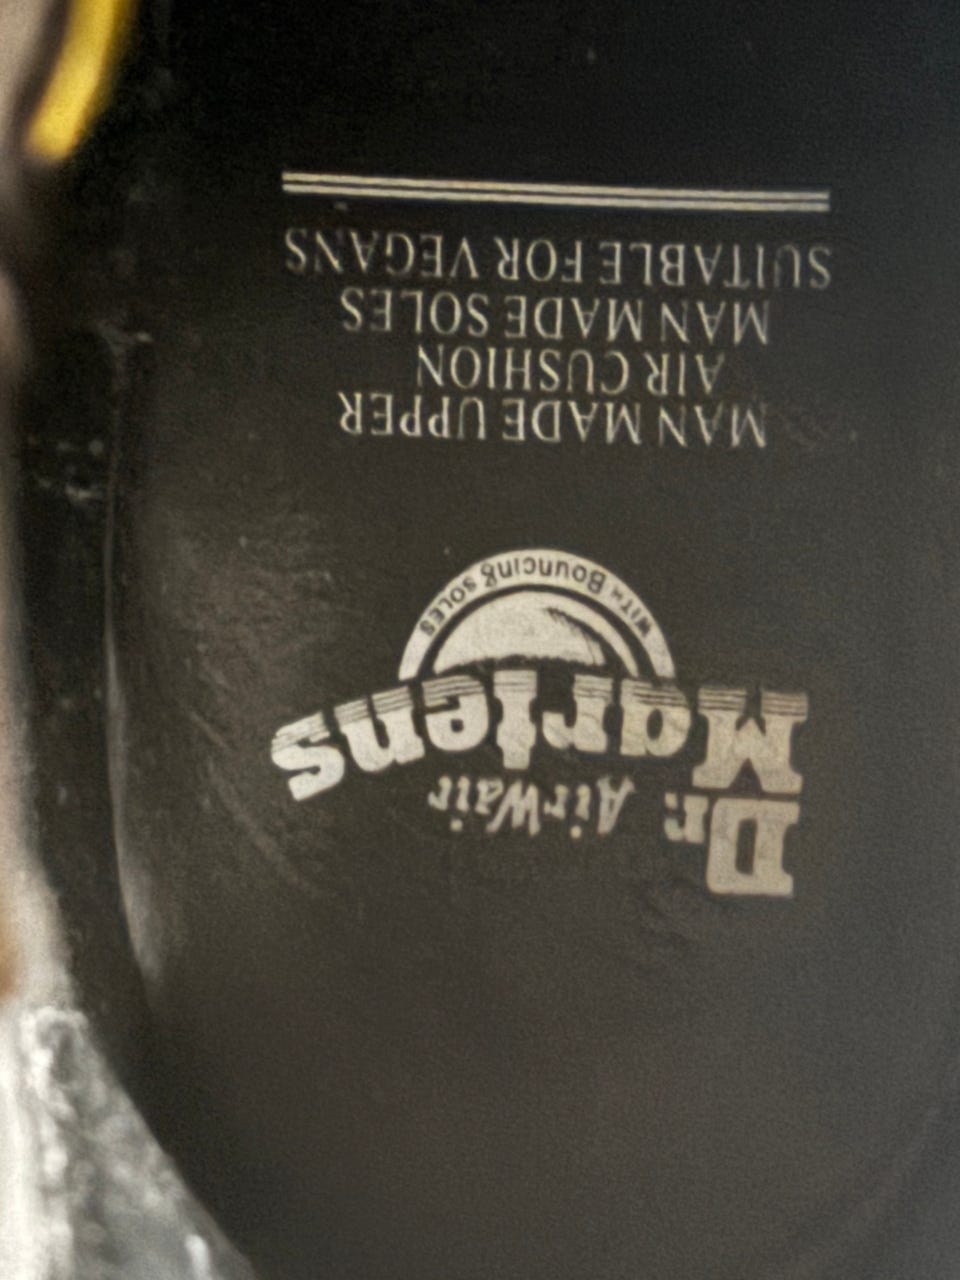 Dr. AirWair
Martens
WITH Bouncing SOLES
MAN MADE UPPER
AIR CUSHION
MAN MADE SOLES
SUITABLE FOR VEGANS